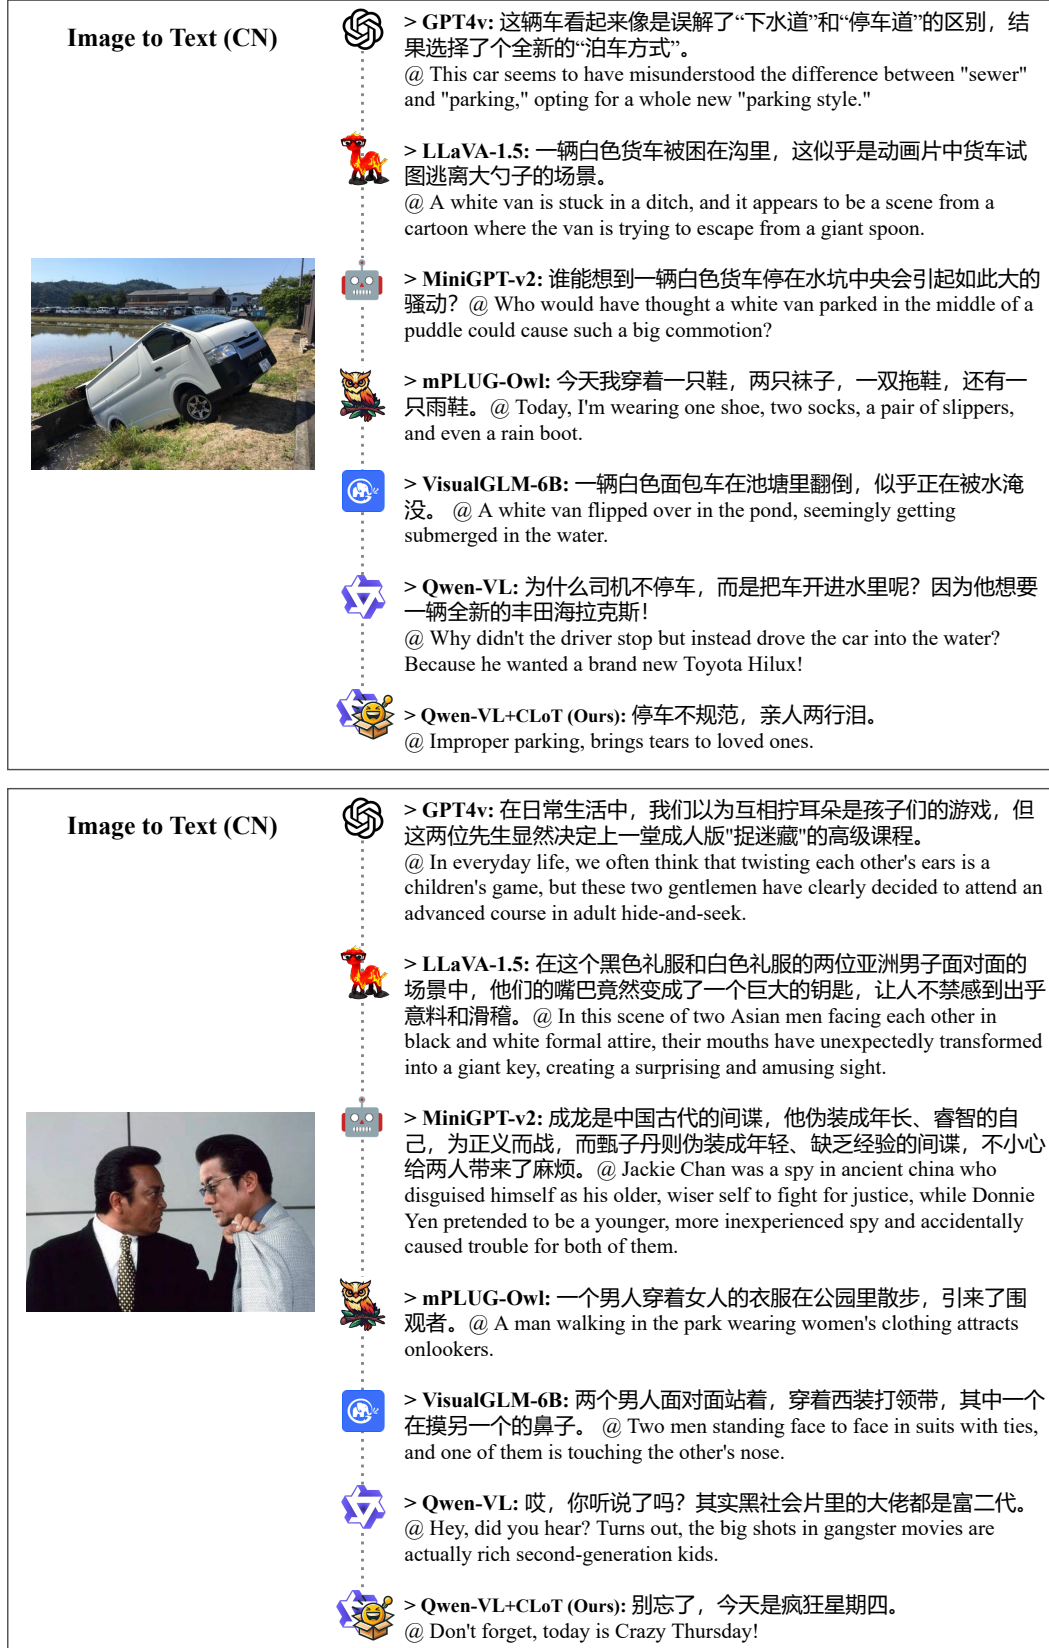 Image to Text (CN)
> GPT4v: 这辆车看起来像是误解了“下水道”和“停车道”的区别，结
果选择了个全新的“泊车方式”。
@ This car seems to have misunderstood the difference between "sewer"
and "parking," opting for a whole new "parking style."
> LLaVA-1.5: 一辆白色货车被困在沟里，这似乎是动画片中货车试
图逃离大勺子的场景。
@ A white van is stuck in a ditch, and it appears to be a scene from a
cartoon where the van is trying to escape from a giant spoon.
> MiniGPT-v2: 谁能想到一辆白色货车停在水坑中央会引起如此大的
骚动？@ Who would have thought a white van parked in the middle of a
puddle could cause such a big commotion?
> mPLUG-Owl: 今天我穿着一只鞋，两只袜子，一双拖鞋，还有一
只雨鞋。@ Today, I'm wearing one shoe, two socks, a pair of slippers,
and even a rain boot.
> VisualGLM-6B: 一辆白色面包车在池塘里翻倒，似乎正在被水淹
没。 @ A white van flipped over in the pond, seemingly getting
submerged in the water.
> Qwen-VL: 为什么司机不停车，而是把车开进水里呢？因为他想要
一辆全新的丰田海拉克斯！
@ Why didn't the driver stop but instead drove the car into the water?
Because he wanted a brand new Toyota Hilux!
> Qwen-VL+CLoT (Ours): 停车不规范，亲人两行泪。
@ Improper parking, brings tears to loved ones.
Image to Text (CN)
> GPT4v: 在日常生活中，我们以为互相拧耳朵是孩子们的游戏，但
这两位先生显然决定上一堂成人版"捉迷藏"的高级课程。
@ In everyday life, we often think that twisting each other's ears is a
children's game, but these two gentlemen have clearly decided to attend an
advanced course in adult hide-and-seek.
> LLaVA-1.5: 在这个黑色礼服和白色礼服的两位亚洲男子面对面的
场景中，他们的嘴巴竟然变成了一个巨大的钥匙，让人不禁感到出乎
意料和滑稽。@ In this scene of two Asian men facing each other in
black and white formal attire, their mouths have unexpectedly transformed
into a giant key, creating a surprising and amusing sight.
> MiniGPT-v2: 成龙是中国古代的间谍，他伪装成年长、睿智的自
己，为正义而战，而甄子丹则伪装成年轻、缺乏经验的间谍，不小心
给两人带来了麻烦。@ Jackie Chan was a spy in ancient china who
disguised himself as his older, wiser self to fight for justice, while Donnie
Yen pretended to be a younger, more inexperienced spy and accidentally
caused trouble for both of them.
> mPLUG-Owl: 一个男人穿着女人的衣服在公园里散步，引来了围
观者。@ A man walking in the park wearing women's clothing attracts
onlookers.
> VisualGLM-6B: 两个男人面对面站着，穿着西装打领带，其中一个
在摸另一个的鼻子。 @ Two men standing face to face in suits with ties,
and one of them is touching the other's nose.
> Qwen-VL: 哎，你听说了吗？其实黑社会片里的大佬都是富二代。
@ Hey, did you hear? Turns out, the big shots in gangster movies are
actually rich second-generation kids.
> Qwen-VL+CLoT (Ours): 别忘了，今天是疯狂星期四。
@ Don't forget, today is Crazy Thursday!